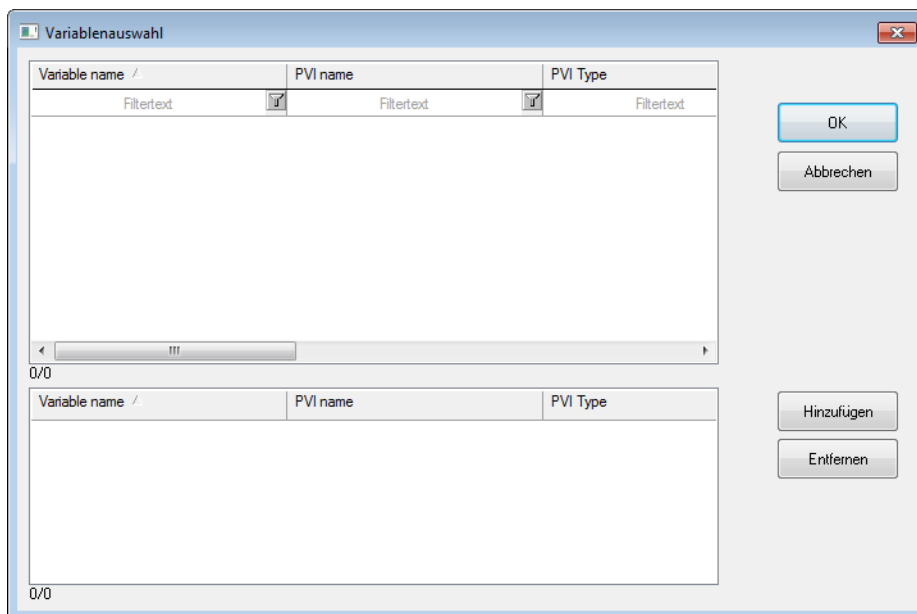 Variablenauswahl
Variable name PVI name PVI Type
Filtertext Filtertext Filtertext
OK
Abbrechen
0/0
Variable name PVI name PVI Type
Hinzufügen
Entfernen
0/0